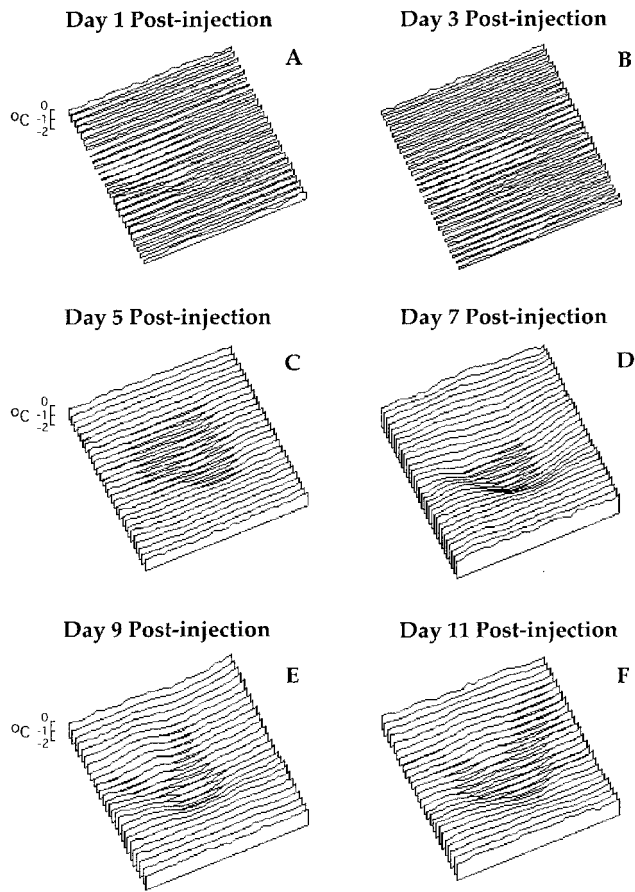 Day 1 Post-injection
Day 3 Post-injection
A
B
0
°C -1
-2
Day 5 Post-injection
Day 7 Post-injection
C
D
0
°C -1
-2
Day 9 Post-injection
Day 11 Post-injection
E
F
0
°C -1
-2